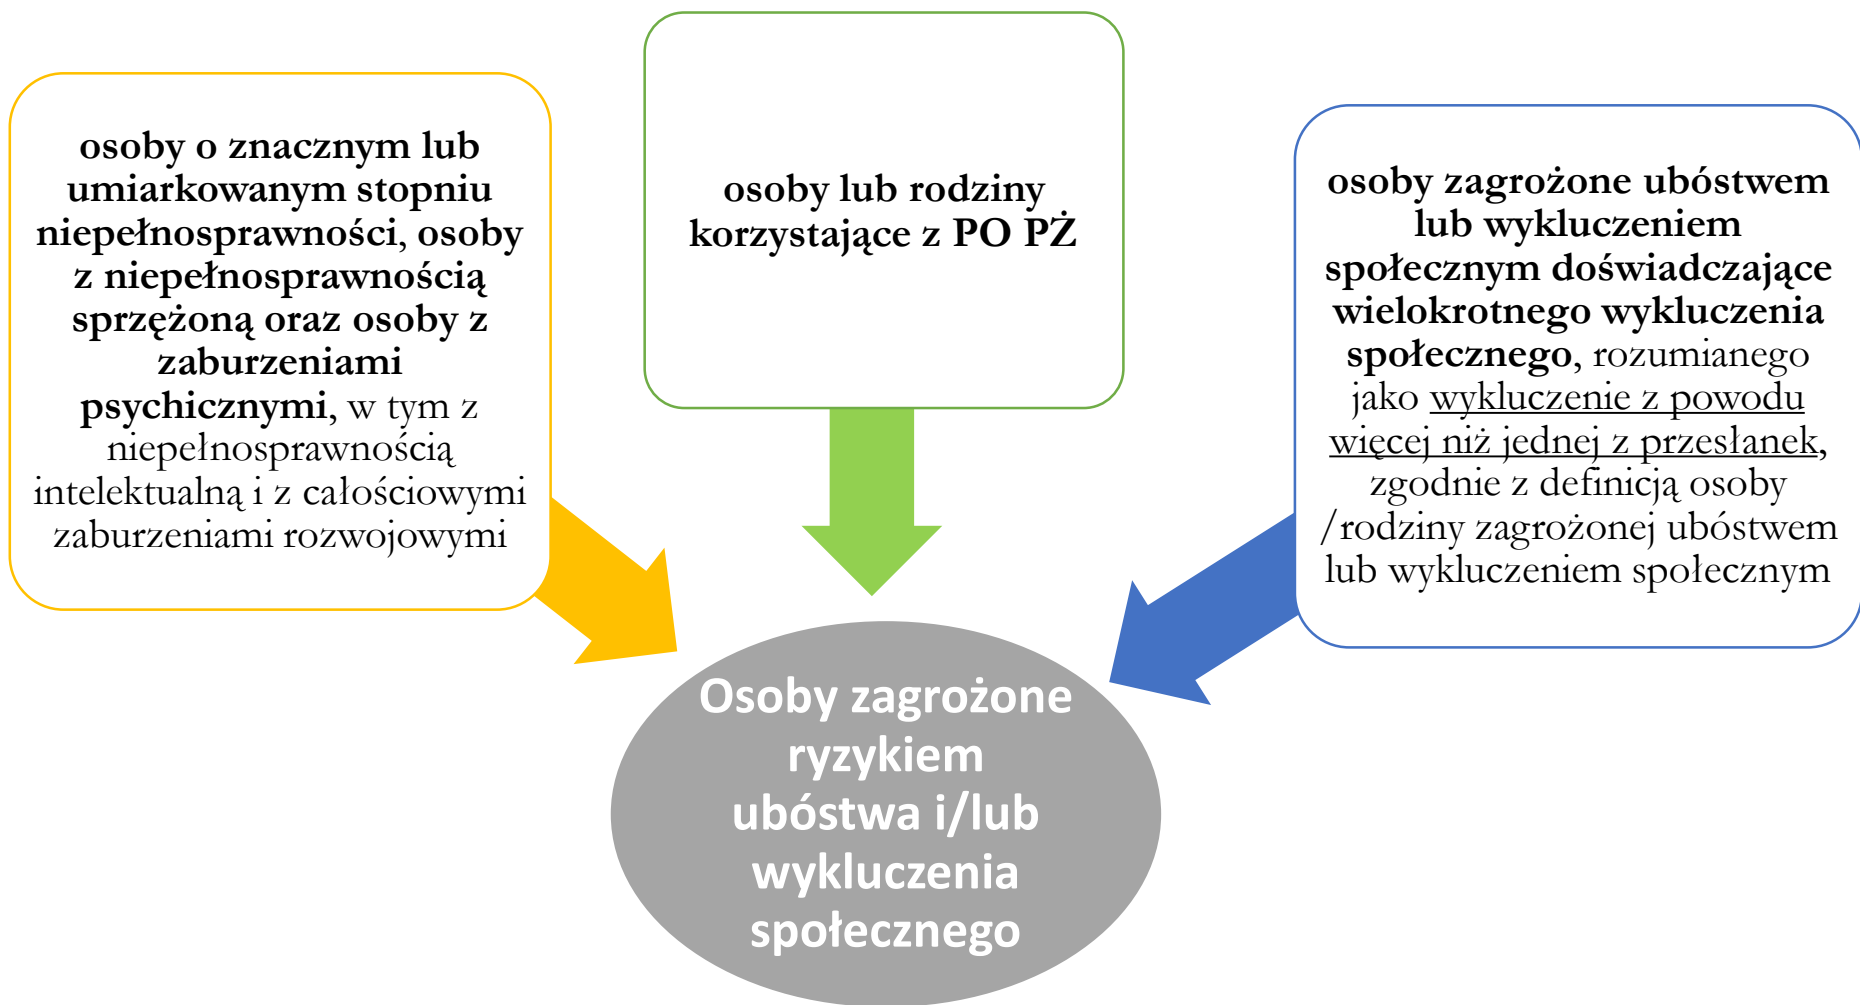 osoby o znacznym lub
umiarkowanym stopniu
niepełnosprawności, osoby
z niepełnosprawnością
sprzężoną oraz osoby z
zaburzeniami
psychicznymi, w tym z
niepełnosprawnością
intelektualną i z całościowymi
zaburzeniami rozwojowymi
osoby lub rodziny
korzystające z PO PŻ
osoby zagrożone ubóstwem
lub wykluczeniem
społecznym doświadczające
wielokrotnego wykluczenia
społecznego, rozumianego
jako wykluczenie z powodu
więcej niż jednej z przesłanek,
zgodnie z definicją osoby
/rodziny zagrożonej ubóstwem
lub wykluczeniem społecznym
Osoby zagrożone
ryzykiem
ubóstwa i/lub
wykluczenia
społecznego